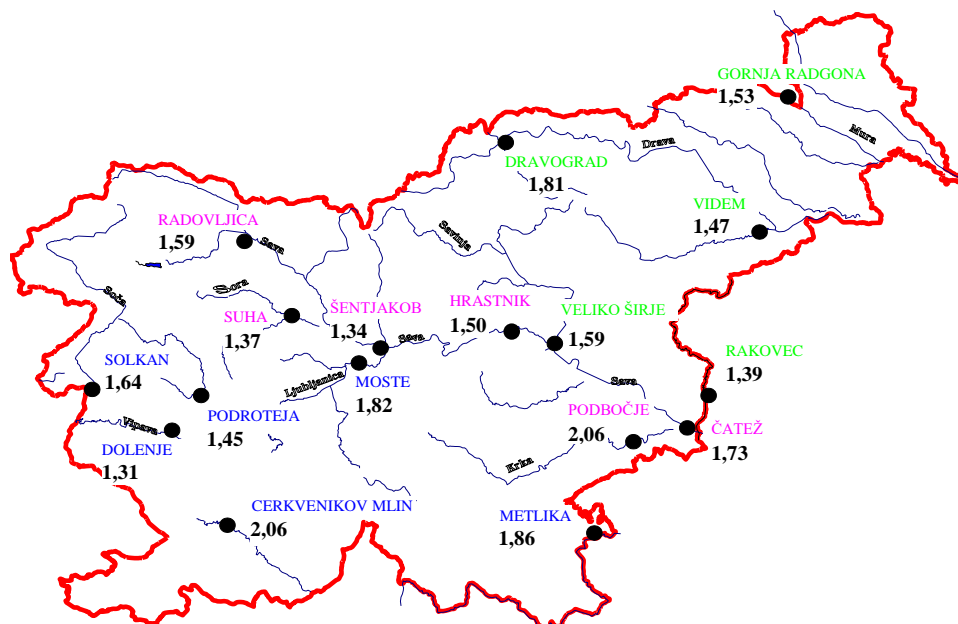 GORNJA RADGONA
1,53
Mura
Drava
DRAVOGRAD
1,81
VIDEM
1,47
RADOVLJICA
1,59
Sava
Savinja
Sora
Soča
SUHA
1,37
ŠENTJAKOB
1,34
Sava
HRASTNIK
1,50
VELIKO ŠIRJE
1,59
SOLKAN
1,64
Ljubljanica
MOSTE
1,82
Sava
RAKOVEC
1,39
PODROTEJA
1,45
Vipava
DOLENJE
1,31
PODBOČJE
2,06
ČATEŽ
1,73
Krka
CERKVENIKOV MLIN
2,06
METLIKA
1,86